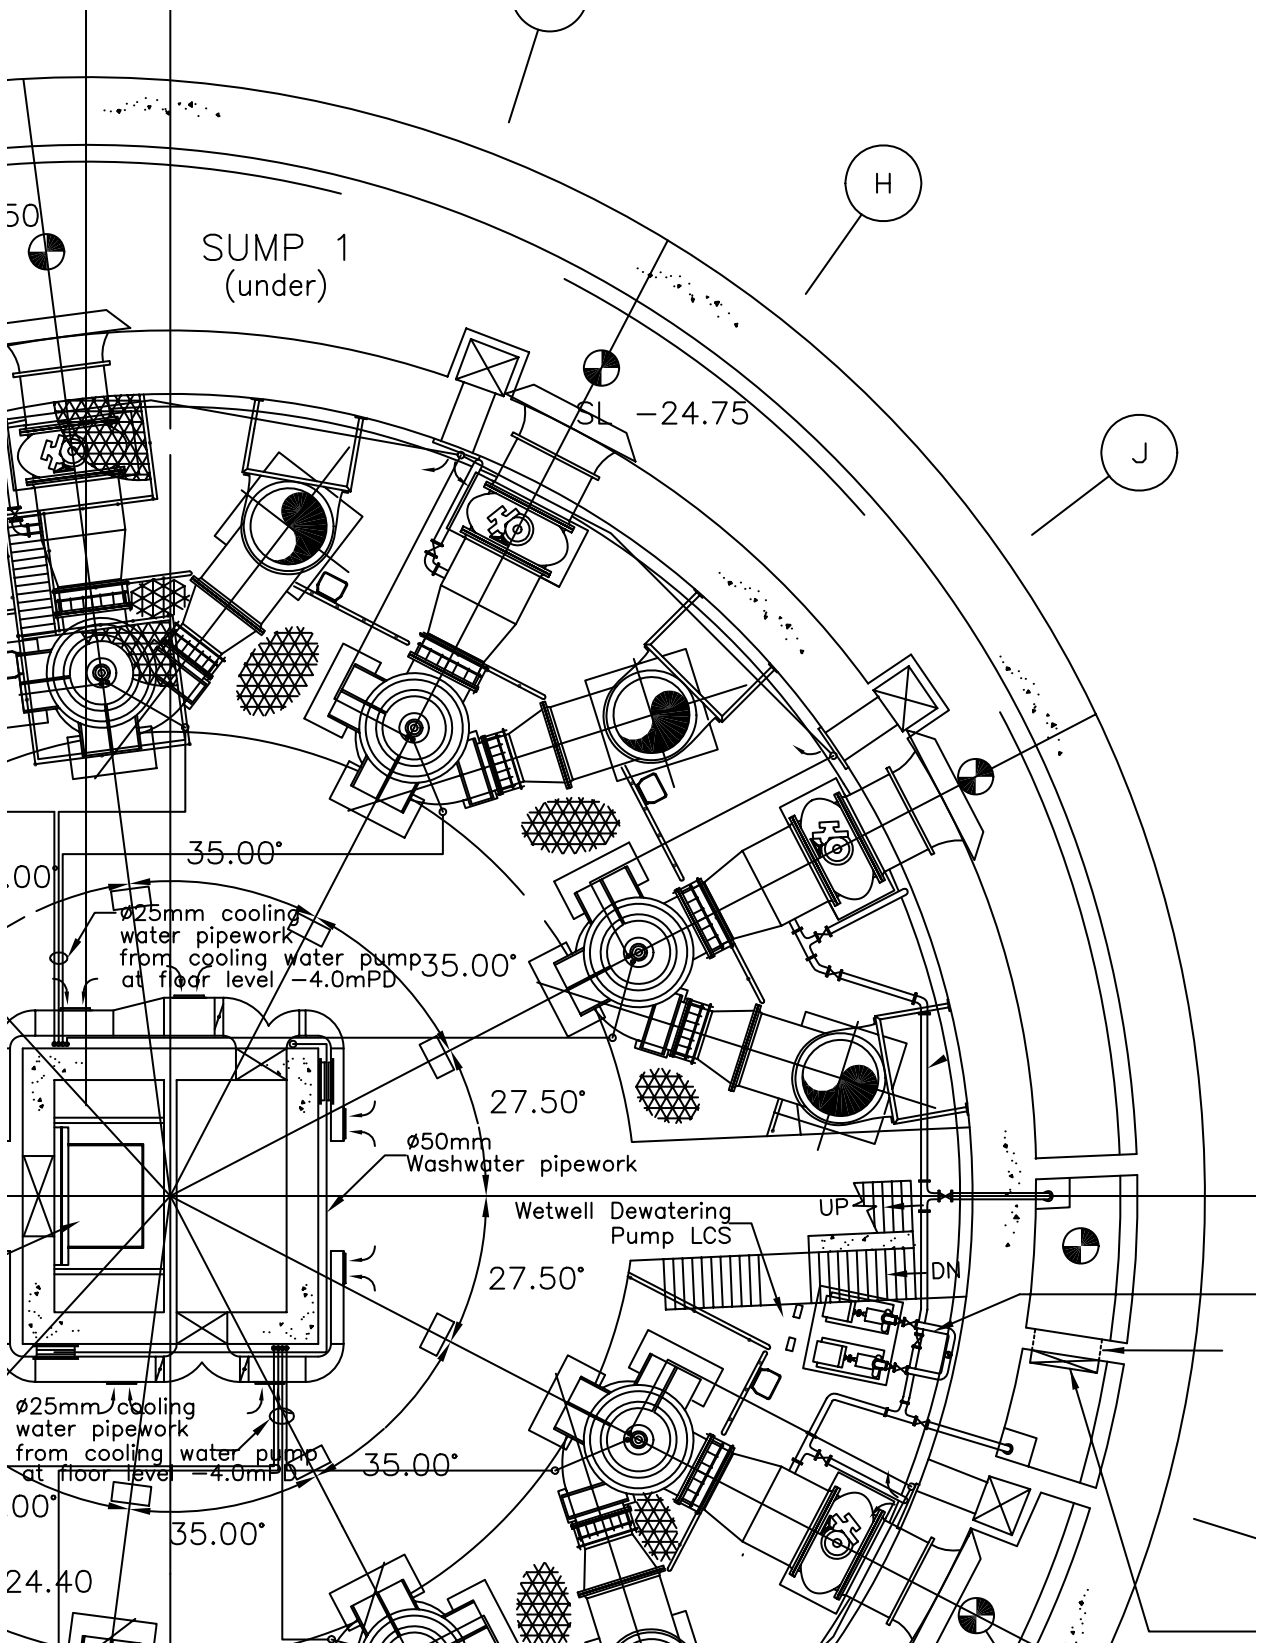 H
50
SUMP 1
(under)
SL -24.75
J
35.00°
.00°
ø25mm cooling
water pipework
from cooling water pump
at floor level -4.0mPD
35.00°
27.50°
ø50mm
Washwater pipework
Wetwell Dewatering
Pump LCS
UP
DN
27.50°
ø25mm cooling
water pipework
from cooling water pump
at floor level -4.0mPD
35.00°
.00°
35.00°
24.40